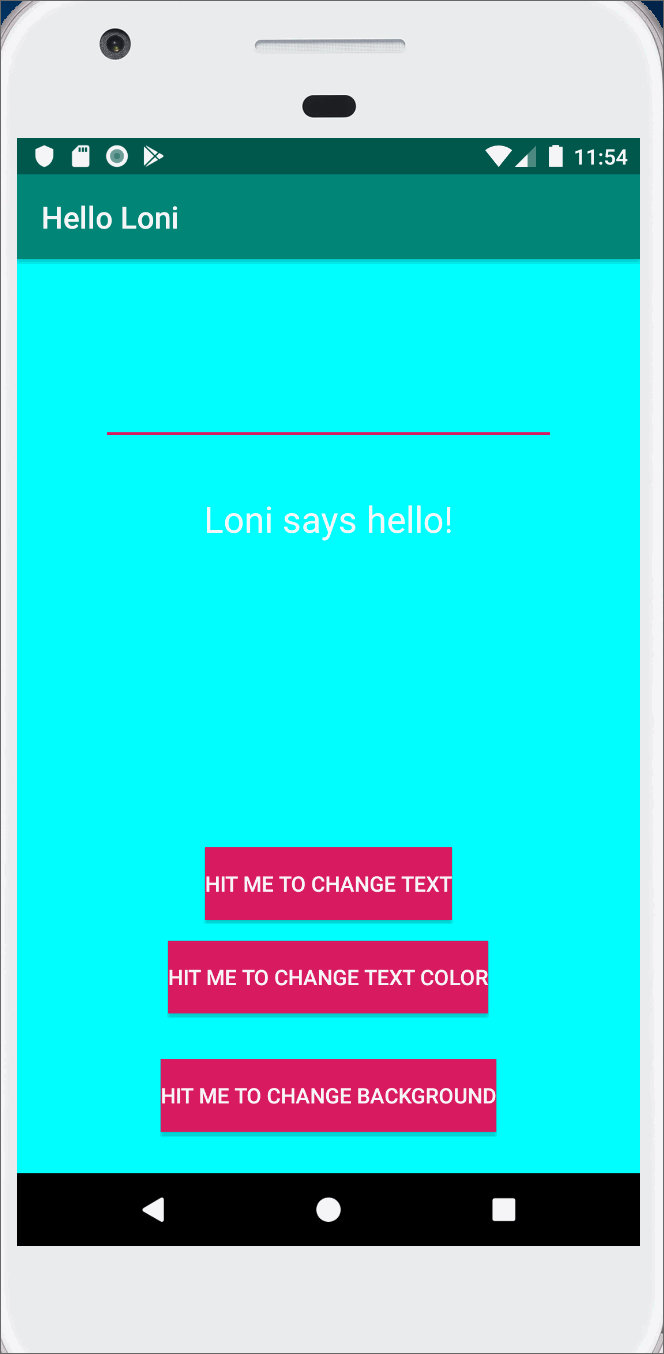 11:54
Hello Loni
Loni says hello!
HIT ME TO CHANGE TEXT
HIT ME TO CHANGE TEXT COLOR
HIT ME TO CHANGE BACKGROUND